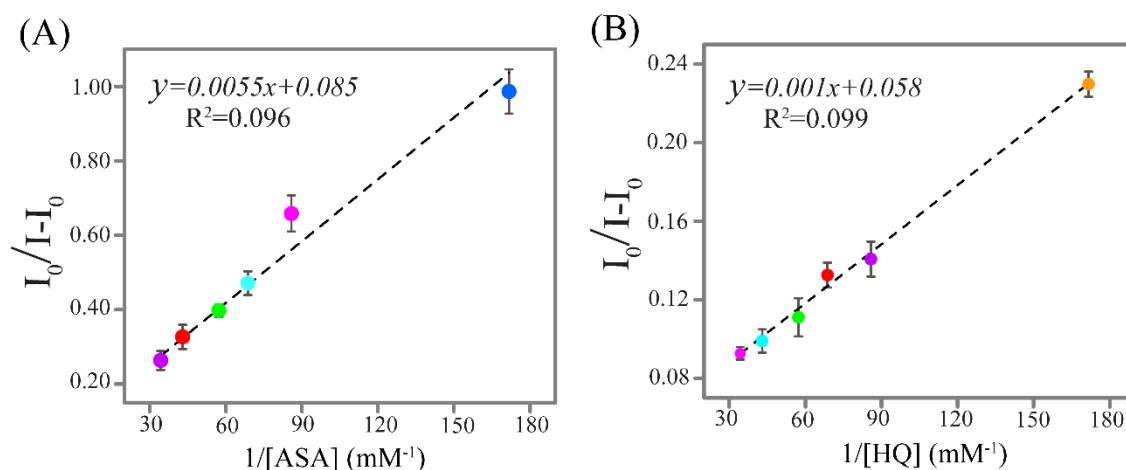 (A)
y=0.0055x+0.085
R²=0.096
1.00
0.80
0.60
0.40
0.20
I₀/I-I₀
30 60 90 120 150 180
1/[ASA] (mM⁻¹)
(B)
y=0.001x+0.058
R²=0.099
0.24
0.20
0.16
0.12
0.08
I₀/I-I₀
30 60 90 120 150 180
1/[HQ] (mM⁻¹)